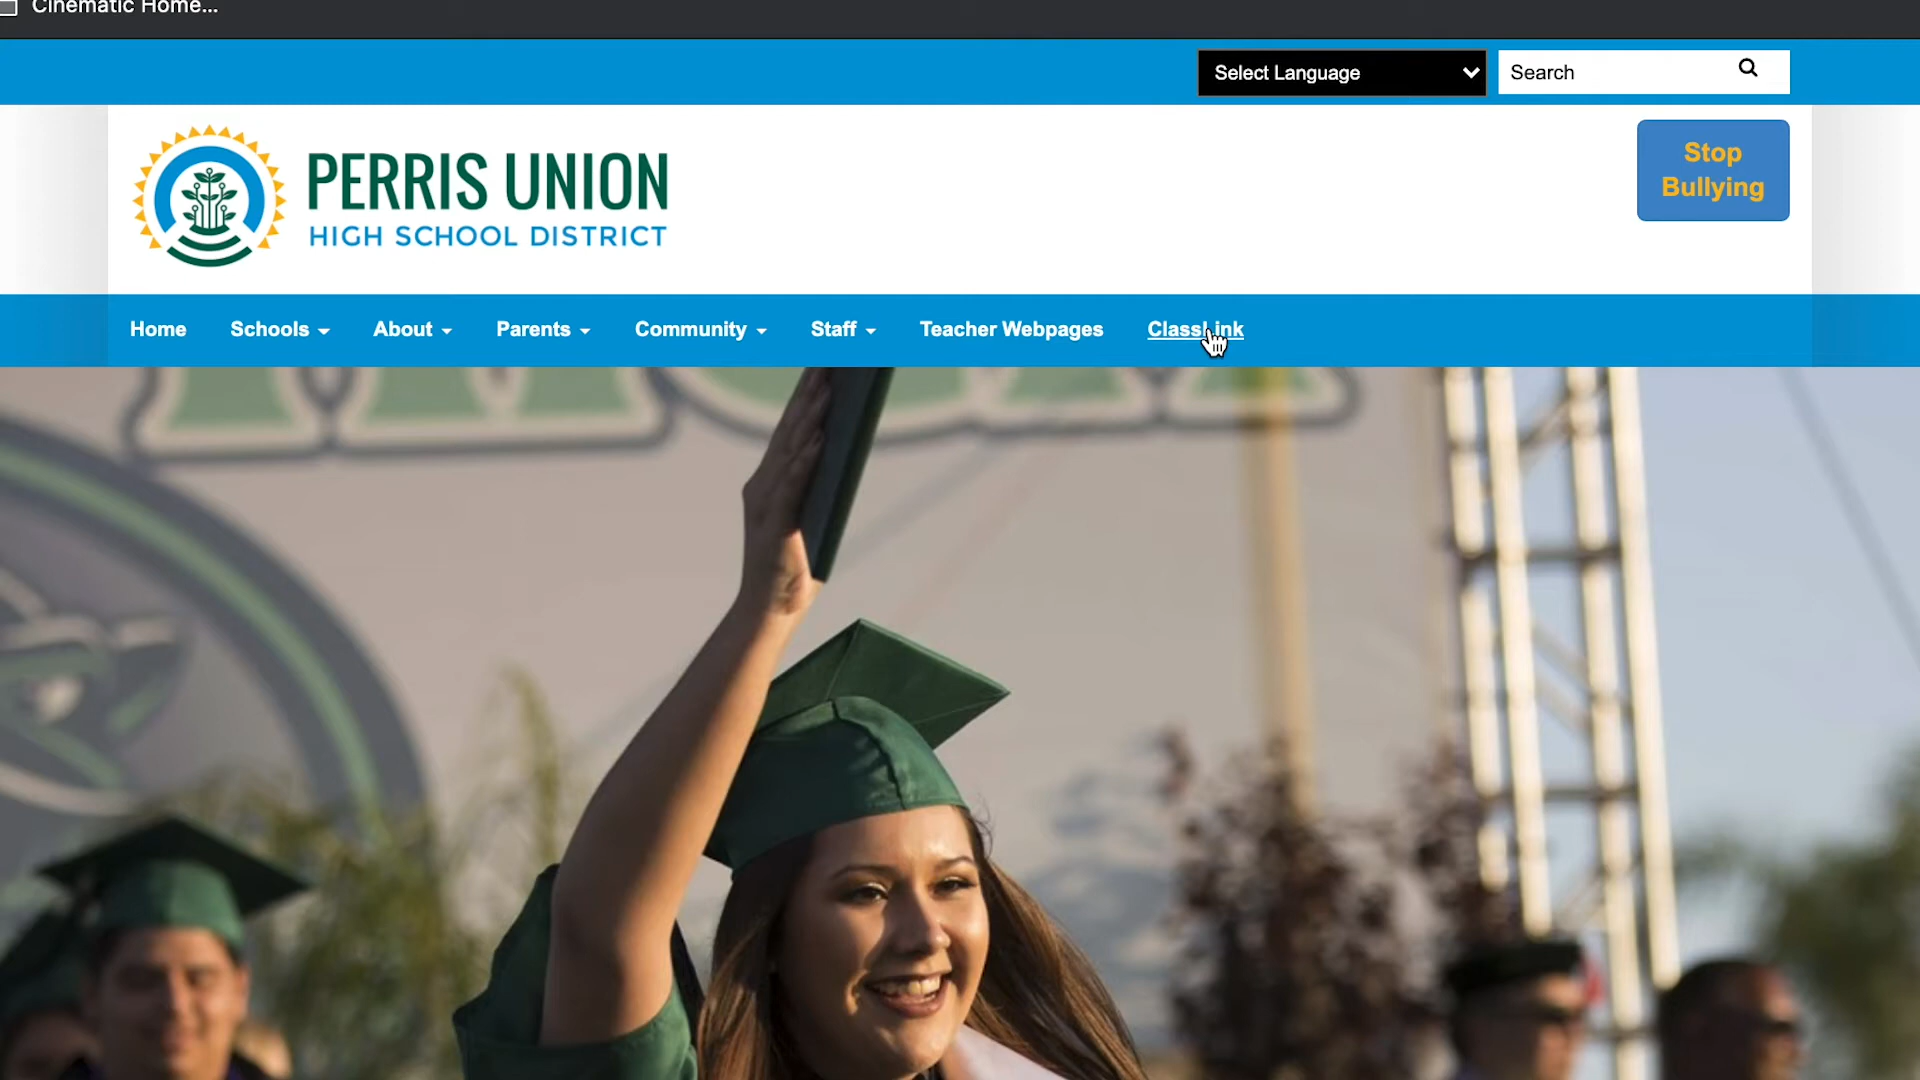 Cinematic Home...
Select Language
Search
PERRIS UNION
HIGH SCHOOL DISTRICT
Stop
Bullying
Home Schools About Parents Community Staff Teacher Webpages ClassLink